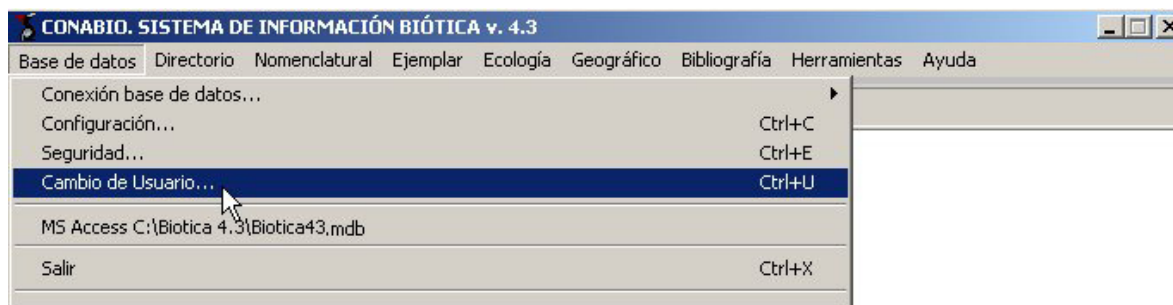 CONABIO. SISTEMA DE INFORMACIÓN BIÓTICA v. 4.3
Base de datos Directorio Nomenclatural Ejemplar Ecología Geográfico Bibliografía Herramientas Ayuda
Conexión base de datos...
Configuración... Ctrl+C
Seguridad... Ctrl+E
Cambio de Usuario... Ctrl+U
MS Access C:\Biotica 4.3\Biotica43.mdb
Salir Ctrl+X